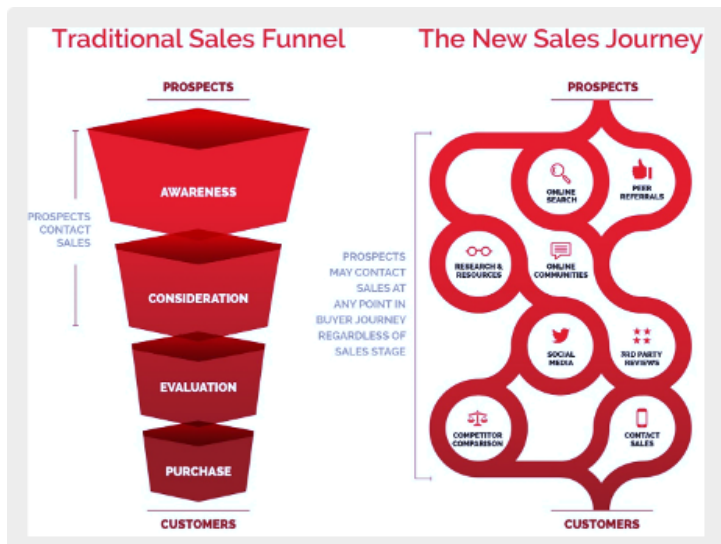 Traditional Sales Funnel
PROSPECTS
AWARENESS
PROSPECTS
CONTACT
SALES
CONSIDERATION
EVALUATION
PURCHASE
CUSTOMERS
The New Sales Journey
PROSPECTS
ONLINE
SEARCH
PEER
REFERRALS
RESEARCH &
RESOURCES
ONLINE
COMMUNITIES
PROSPECTS
MAY CONTACT
SALES AT
ANY POINT IN
BUYER JOURNEY
REGARDLESS OF
SALES STAGE
SOCIAL
MEDIA
3RD PARTY
REVIEWS
COMPETITOR
COMPARISON
CONTACT
SALES
CUSTOMERS